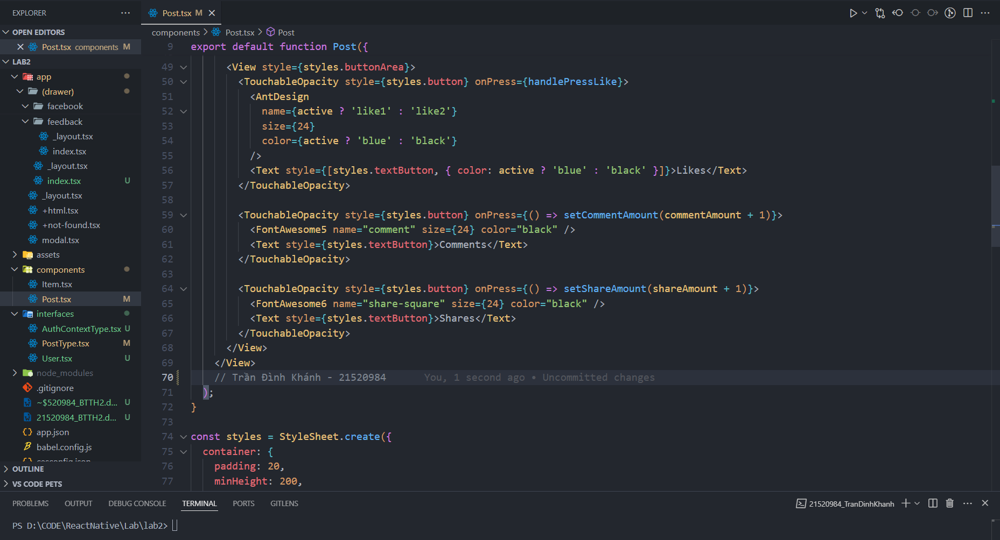 EXPLORER
OPEN EDITORS
Post.tsx components M
LAB2
app
(drawer)
facebook
feedback
_layout.tsx
index.tsx
_layout.tsx
index.tsx U
_layout.tsx
+html.tsx
+not-found.tsx
modal.tsx
assets
components
Item.tsx
Post.tsx M
interfaces
AuthContextType.tsx U
PostType.tsx M
User.tsx U
node_modules
.gitignore
~$520984_BTTH2.d... U
21520984_BTTH2.d... U
app.json
babel.config.js
OUTLINE
VS CODE PETS
Post.tsx M
components > Post.tsx > Post
9 export default function Post({
49 <View style={styles.buttonArea}>
50 <TouchableOpacity style={styles.button} onPress={handlePressLike}>
51 <AntDesign
52 name={active ? 'like1' : 'like2'}
53 size={24}
54 color={active ? 'blue' : 'black'}
55 />
56 <Text style={[styles.textButton, { color: active ? 'blue' : 'black' }]}>Likes</Text>
57 </TouchableOpacity>
58
59 <TouchableOpacity style={styles.button} onPress={() => setCommentAmount(commentAmount + 1)}>
60 <FontAwesome5 name="comment" size={24} color="black" />
61 <Text style={styles.textButton}>Comments</Text>
62 </TouchableOpacity>
63
64 <TouchableOpacity style={styles.button} onPress={() => setShareAmount(shareAmount + 1)}>
65 <FontAwesome6 name="share-square" size={24} color="black" />
66 <Text style={styles.textButton}>Shares</Text>
67 </TouchableOpacity>
68 </View>
69 </View>
70 // Trần Đình Khánh - 21520984 You, 1 second ago • Uncommitted changes
71 );
72 }
73
74 const styles = StyleSheet.create({
75 container: {
76 padding: 20,
77 minHeight: 200,
PROBLEMS OUTPUT DEBUG CONSOLE TERMINAL PORTS GITLENS
21520984_TranDinhKhanh
PS D:\CODE\ReactNative\Lab\lab2>